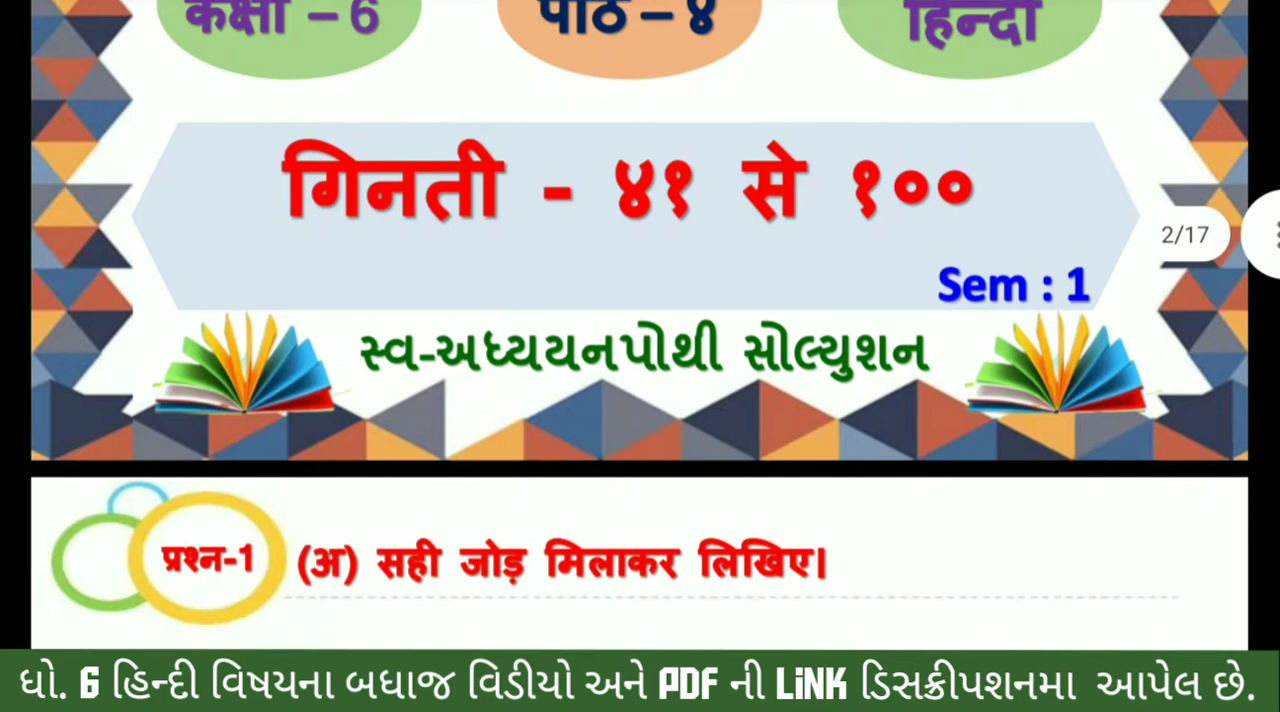 कक्षा – 6
पाठ – ४
हिन्दी
गिनती - ४१ से १००
2/17
Sem : 1
સ્વ-અધ્યયનપોથી સોલ્યુશન
प्रश्न-1 (अ) सही जोड़ मिलाकर लिखिए।
ધો. 6 હિન્દી વિષયના બધાજ વિડીયો અને PDF ની LiNK ડિસક્રીપશનમા આપેલ છે.